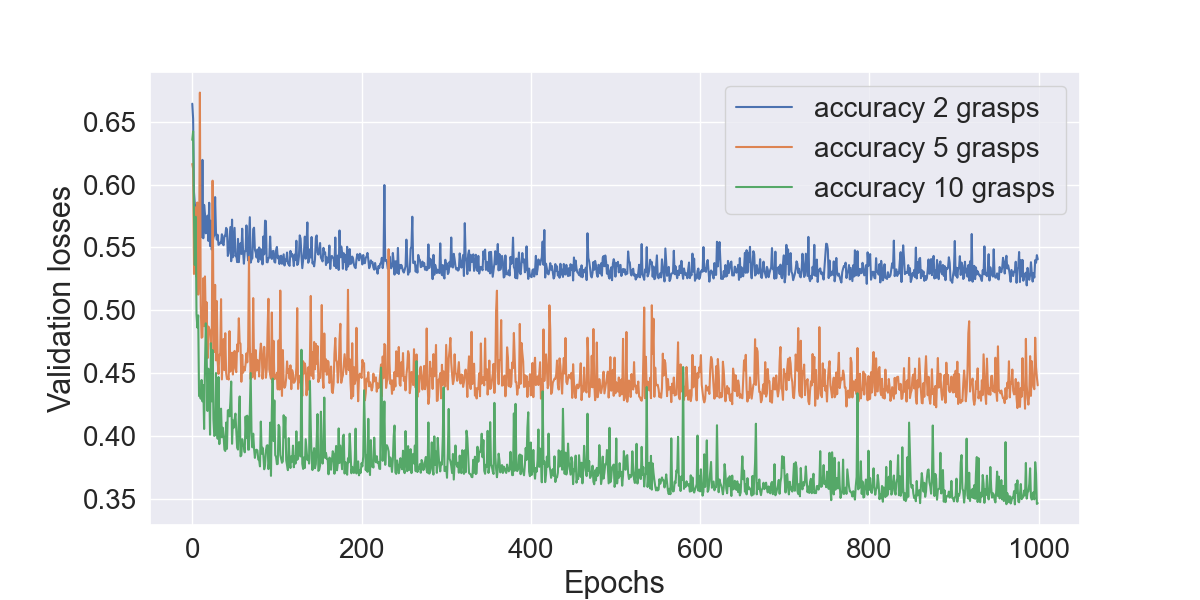 accuracy 2 grasps
accuracy 5 grasps
accuracy 10 grasps
Validation losses
0.65
0.60
0.55
0.50
0.45
0.40
0.35
0 200 400 600 800 1000
Epochs